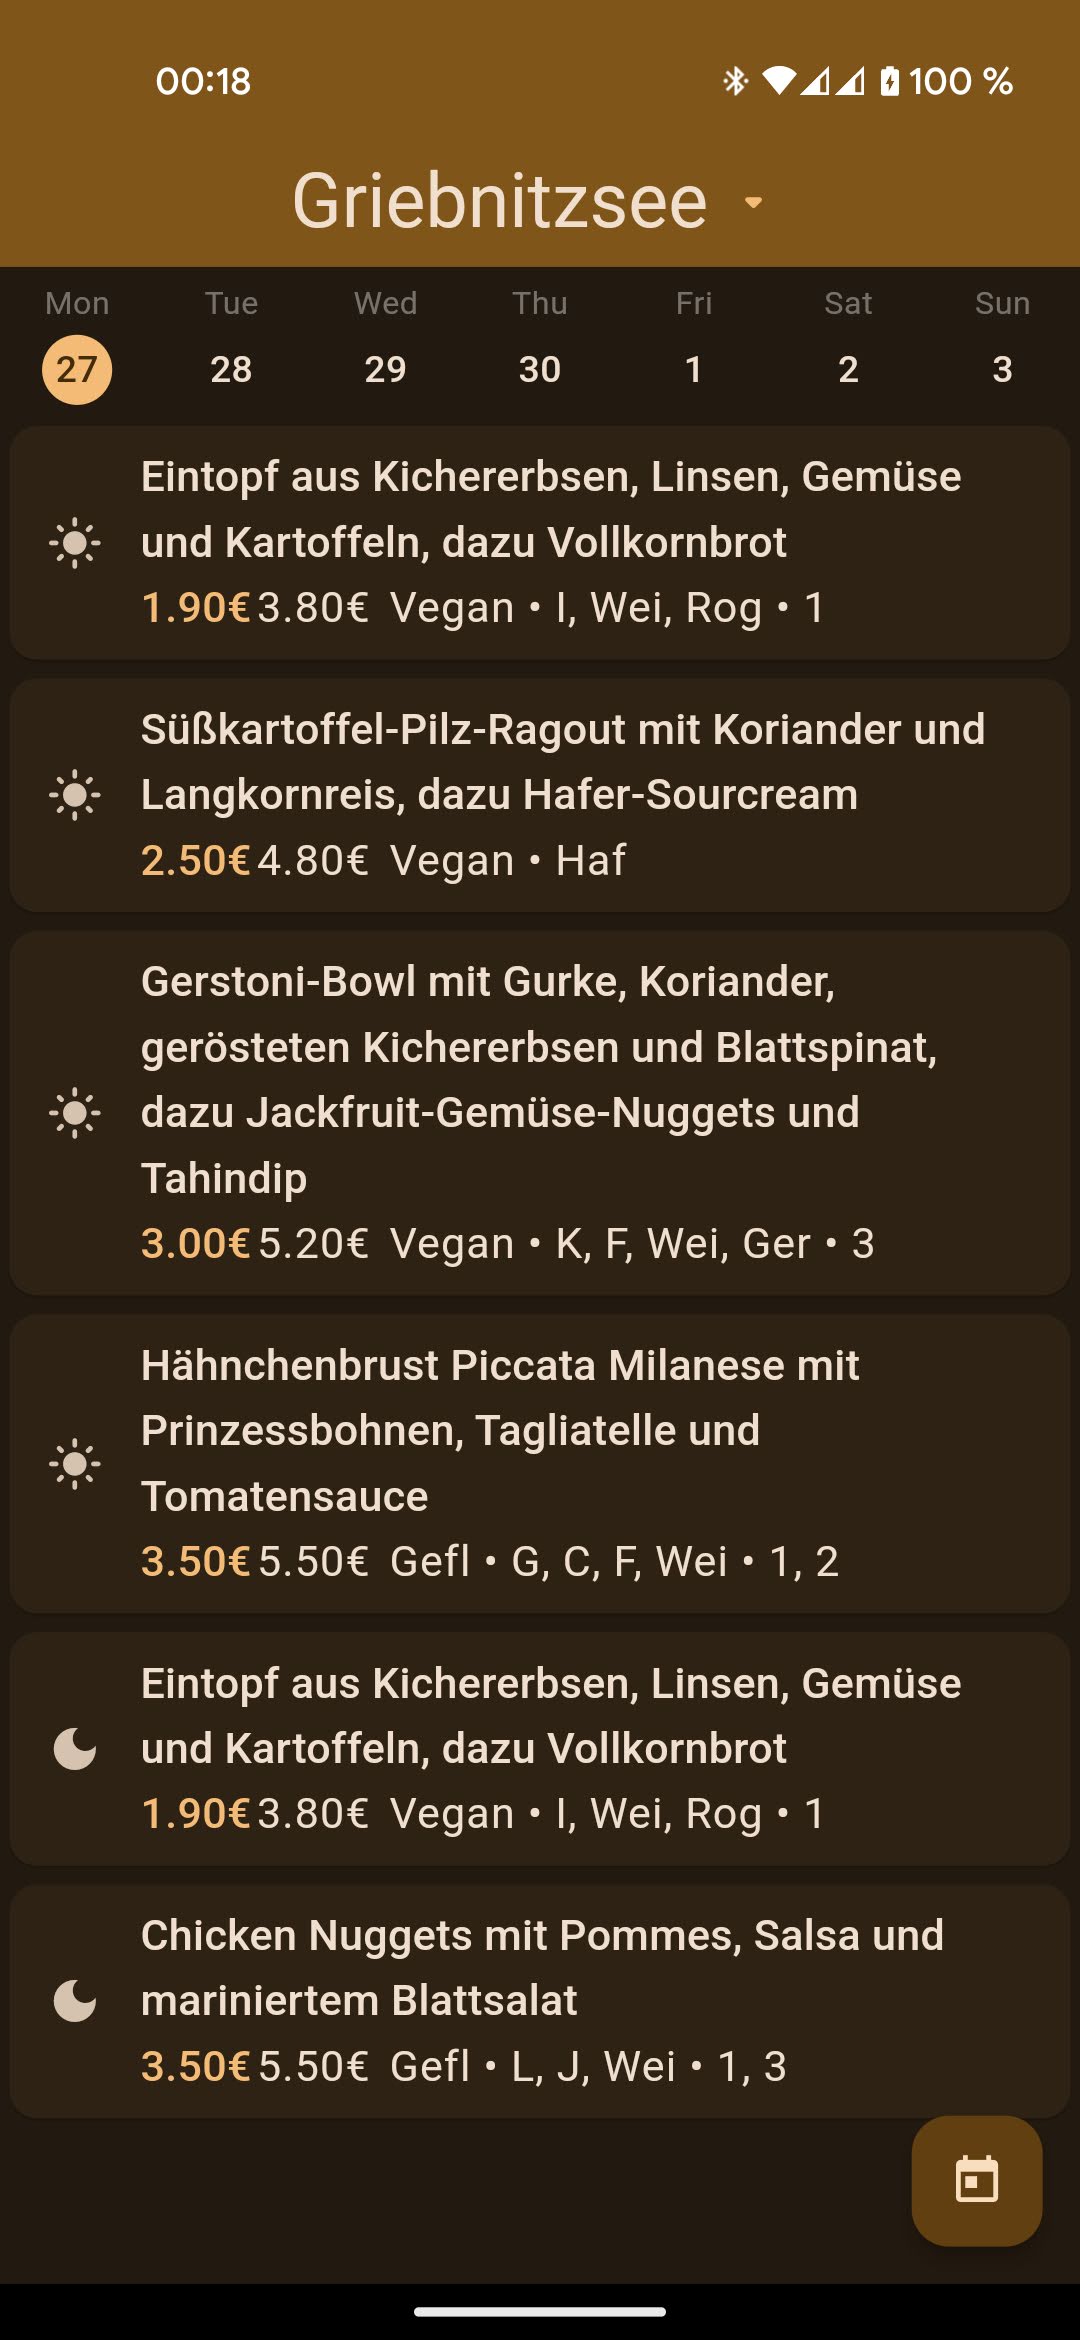 00:18 100 %
Griebnitzsee
Mon Tue Wed Thu Fri Sat Sun
27 28 29 30 1 2 3
Eintopf aus Kichererbsen, Linsen, Gemüse
und Kartoffeln, dazu Vollkornbrot
1.90€ 3.80€ Vegan • I, Wei, Rog • 1
Süßkartoffel-Pilz-Ragout mit Koriander und
Langkornreis, dazu Hafer-Sourcream
2.50€ 4.80€ Vegan • Haf
Gerstoni-Bowl mit Gurke, Koriander,
gerösteten Kichererbsen und Blattspinat,
dazu Jackfruit-Gemüse-Nuggets und
Tahindip
3.00€ 5.20€ Vegan • K, F, Wei, Ger • 3
Hähnchenbrust Piccata Milanese mit
Prinzessbohnen, Tagliatelle und
Tomatensauce
3.50€ 5.50€ Gefl • G, C, F, Wei • 1, 2
Eintopf aus Kichererbsen, Linsen, Gemüse
und Kartoffeln, dazu Vollkornbrot
1.90€ 3.80€ Vegan • I, Wei, Rog • 1
Chicken Nuggets mit Pommes, Salsa und
mariniertem Blattsalat
3.50€ 5.50€ Gefl • L, J, Wei • 1, 3